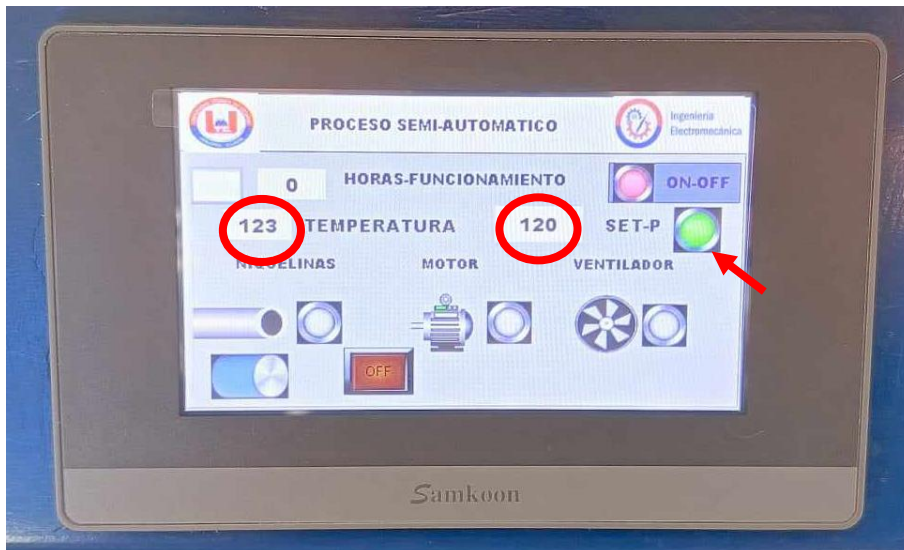 PROCESO SEMI-AUTOMATICO
Ingeniería
Electromecánica
0 HORAS-FUNCIONAMIENTO ON-OFF
123 TEMPERATURA 120 SET-P
NIQUELINAS MOTOR VENTILADOR
OFF
Samkoon